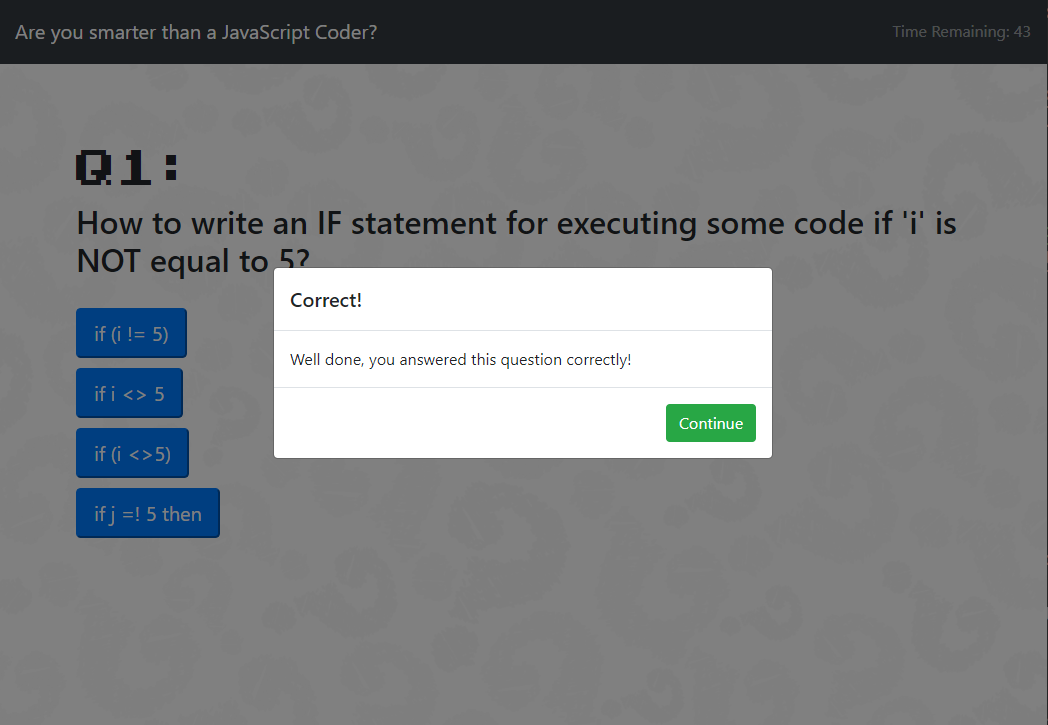 Are you smarter than a JavaScript Coder?
Time Remaining: 43
Q1:
How to write an IF statement for executing some code if 'i' is
NOT equal to 5?
Correct!
Well done, you answered this question correctly!
Continue
if (i != 5)
if i <> 5
if (i <>5)
if j =! 5 then